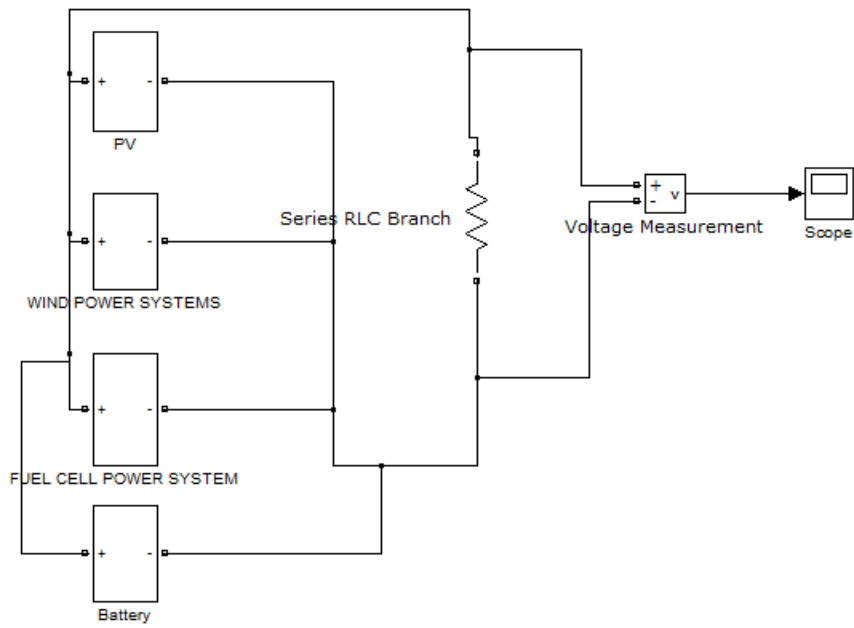 + -
PV
+ -
WIND POWER SYSTEMS
+ -
FUEL CELL POWER SYSTEM
+ -
Battery
Series RLC Branch
+
-
v
Voltage Measurement
Scope